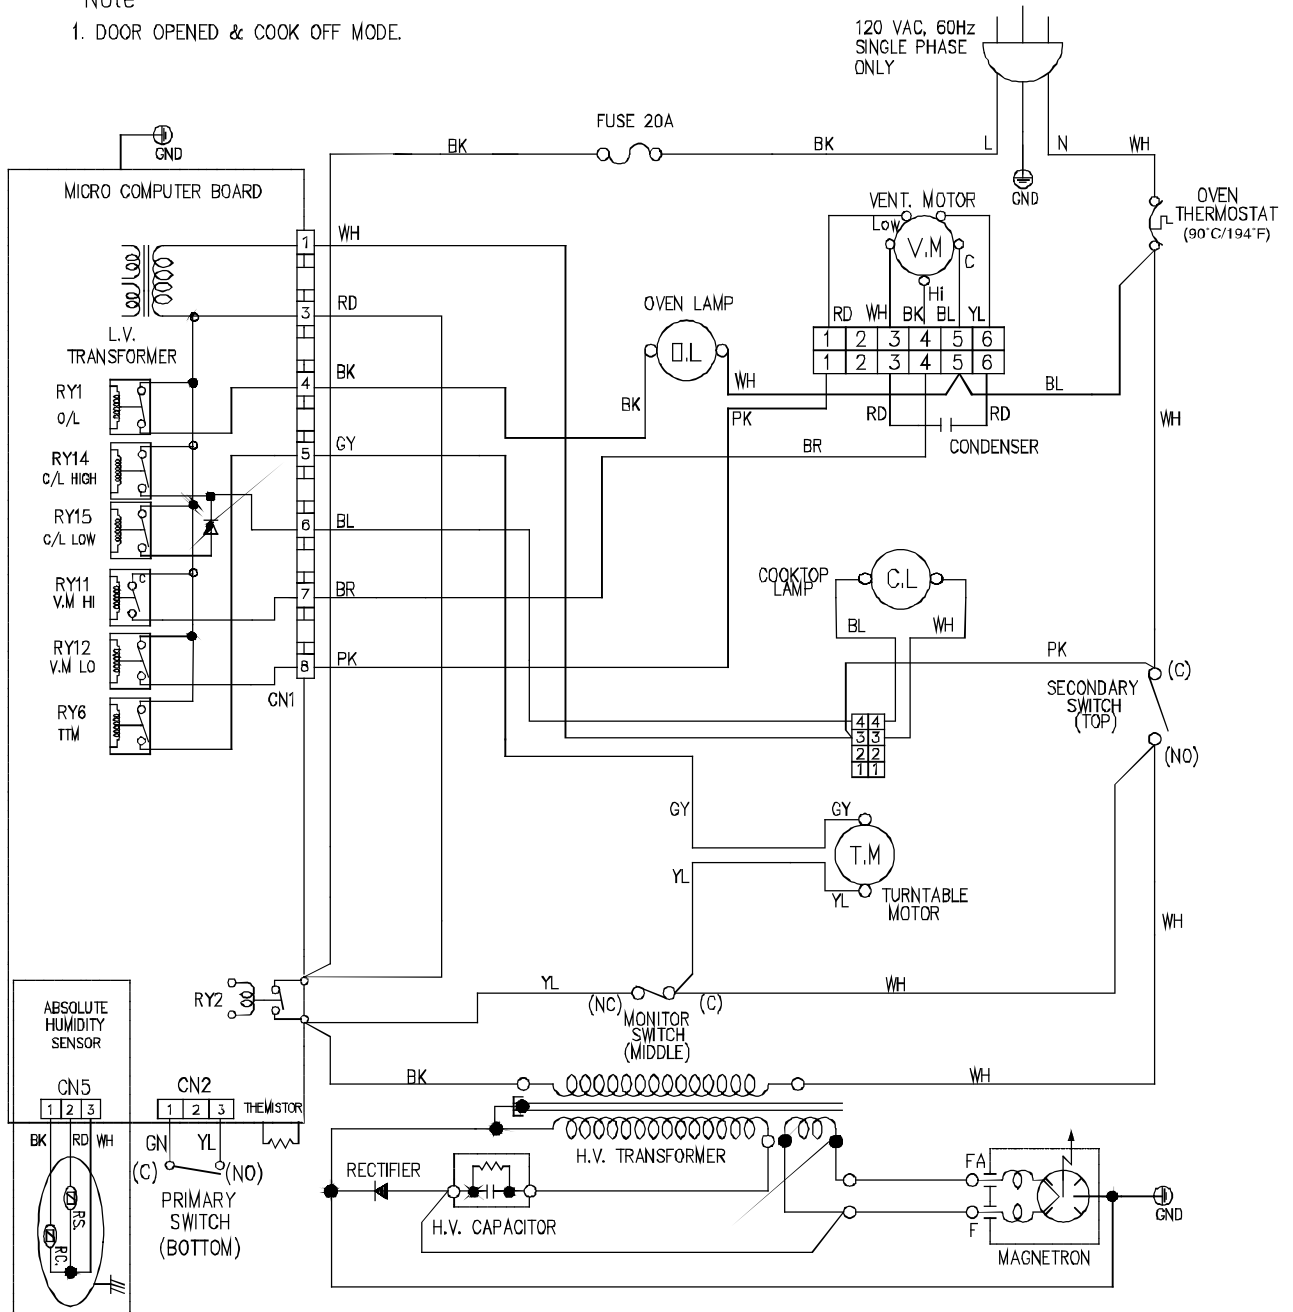 Note
1. DOOR OPENED & COOK OFF MODE.
120 VAC, 60Hz
SINGLE PHASE
ONLY
FUSE 20A
BK
BK
L
N
WH
GND
GND
MICRO COMPUTER BOARD
VENT. MOTOR
OVEN
THERMOSTAT
(90°C/194°F)
Low
V.M
C
Hi
1
WH
3
RD
OVEN LAMP
O.L
RD
WH
BK
BL
YL
1 2 3 4 5 6
1 2 3 4 5 6
L.V.
TRANSFORMER
RY1
O/L
4
BK
WH
BK
PK
RD
RD
BL
WH
CONDENSER
BR
RY14
C/L HIGH
5
GY
RY15
C/L LOW
6
BL
RY11
V.M HI
C
7
BR
COOKTOP
LAMP
C.L
BL
WH
RY12
V.M LO
8
PK
CN1
PK
(C)
SECONDARY
SWITCH
(TOP)
(NO)
RY6
TTM
4 4
3 3
2 2
1 1
GY
GY
T.M
YL
YL
TURNTABLE
MOTOR
WH
RY2
YL
(NC)
(C)
WH
MONITOR
SWITCH
(MIDDLE)
ABSOLUTE
HUMIDITY
SENSOR
CN5
1 2 3
CN2
1 2 3
THEMISTOR
BK
WH
BK
RD
WH
GN
YL
(C)
(NO)
PRIMARY
SWITCH
(BOTTOM)
RS.
RC.
H.V. TRANSFORMER
RECTIFIER
H.V. CAPACITOR
FA
F
MAGNETRON
GND